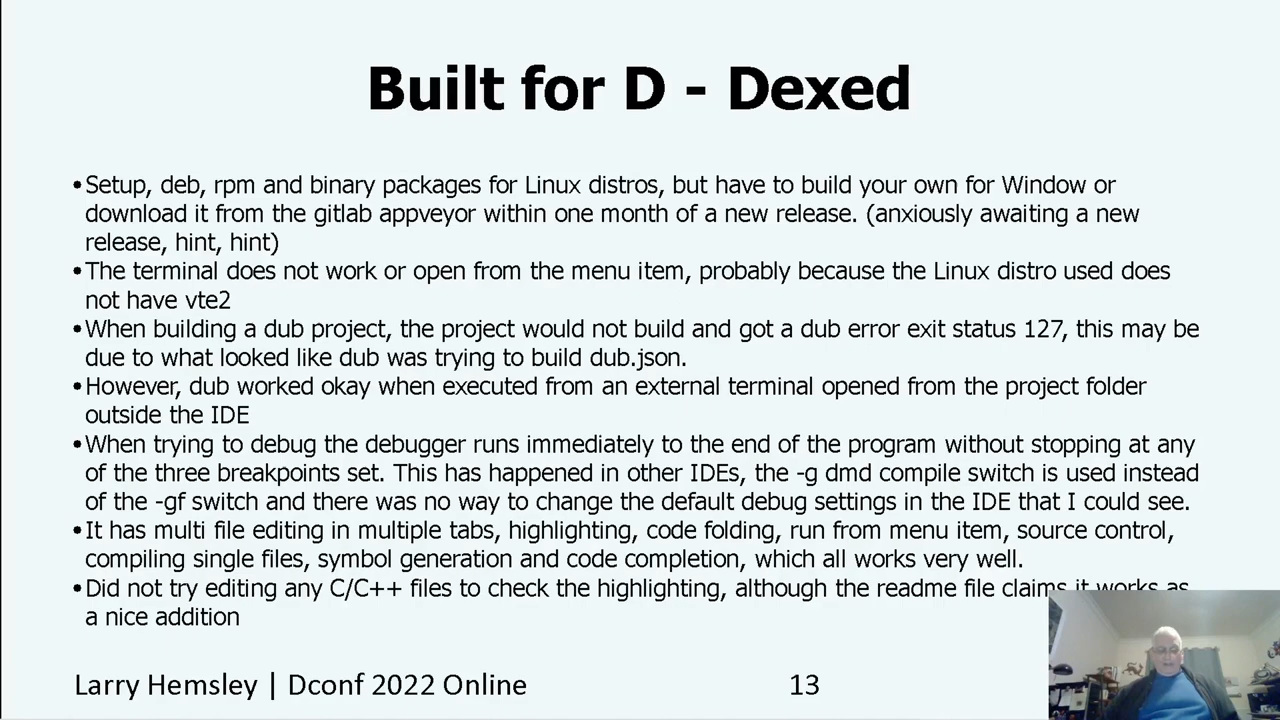 Built for D - Dexed
•Setup, deb, rpm and binary packages for Linux distros, but have to build your own for Window or
download it from the gitlab appveyor within one month of a new release. (anxiously awaiting a new
release, hint, hint)
•The terminal does not work or open from the menu item, probably because the Linux distro used does
not have vte2
•When building a dub project, the project would not build and got a dub error exit status 127, this may be
due to what looked like dub was trying to build dub.json.
•However, dub worked okay when executed from an external terminal opened from the project folder
outside the IDE
•When trying to debug the debugger runs immediately to the end of the program without stopping at any
of the three breakpoints set. This has happened in other IDEs, the -g dmd compile switch is used instead
of the -gf switch and there was no way to change the default debug settings in the IDE that I could see.
•It has multi file editing in multiple tabs, highlighting, code folding, run from menu item, source control,
compiling single files, symbol generation and code completion, which all works very well.
•Did not try editing any C/C++ files to check the highlighting, although the readme file claims it works as
a nice addition
Larry Hemsley | Dconf 2022 Online
13